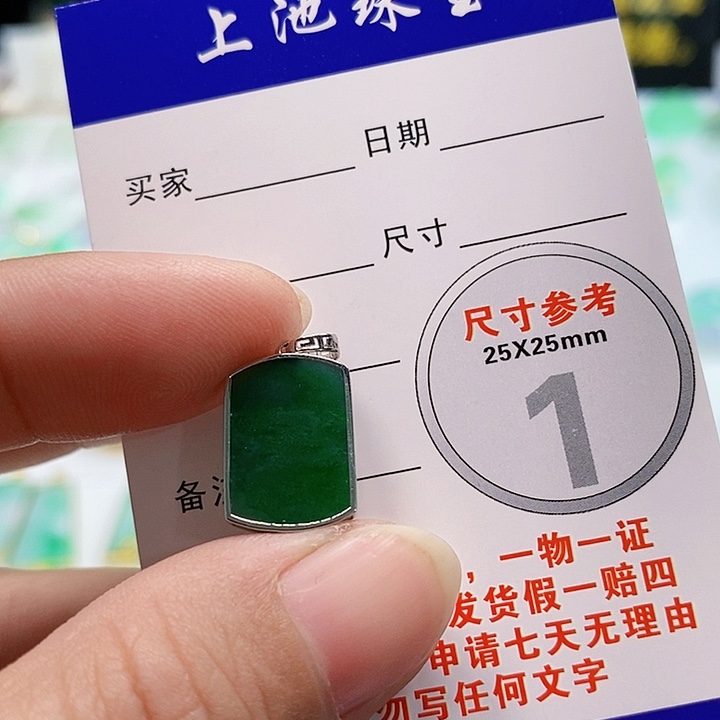 上池珠宝
日期
买家
尺寸
尺寸参考
25X25mm
1
备注
，一物一证
发货假一赔四
申请七天无理由
勿写任何文字